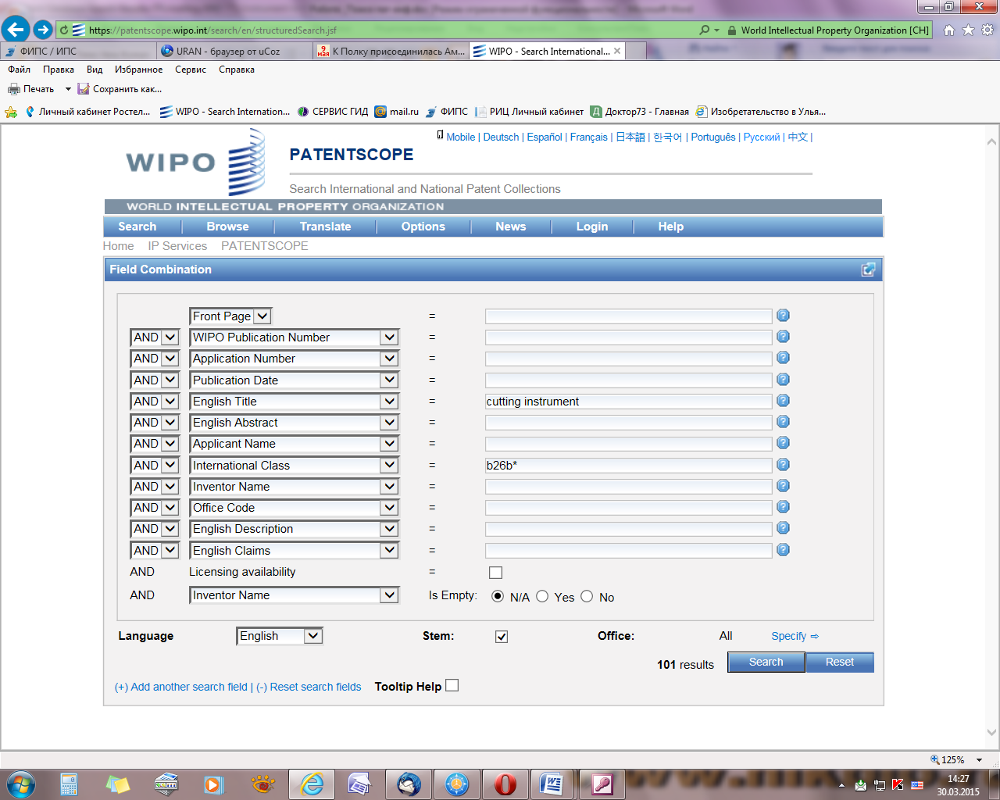 https://patentscope.wipo.int/search/en/structuredSearch.jsf World Intellectual Property Organization [CH]
ФИПС / ИПС URAN - браузер от uCoz К Полку присоединилась Ам... WIPO - Search International...
Файл Правка Вид Избранное Сервис Справка
Печать Сохранить как...
Личный кабинет Ростел... WIPO - Search Internation... СЕРВИС ГИД mail.ru ФИПС РИЦ Личный кабинет Доктор73 - Главная Изобретательство в Улья...
Mobile | Deutsch | Español | Français | 日本語 | 한국어 | Português | Русский | 中文 |
WIPO PATENTSCOPE
Search International and National Patent Collections
WORLD INTELLECTUAL PROPERTY ORGANIZATION
Search Browse Translate Options News Login Help
Home IP Services PATENTSCOPE
Field Combination
Front Page =
AND WIPO Publication Number =
AND Application Number =
AND Publication Date =
AND English Title = cutting instrument
AND English Abstract =
AND Applicant Name =
AND International Class = b26b*
AND Inventor Name =
AND Office Code =
AND English Description =
AND English Claims =
AND Licensing availability =
AND Inventor Name Is Empty: N/A Yes No
Language English Stem: Office: All Specify ⇨
101 results Search Reset
(+) Add another search field | (-) Reset search fields Tooltip Help
125%
14:27
30.03.2015